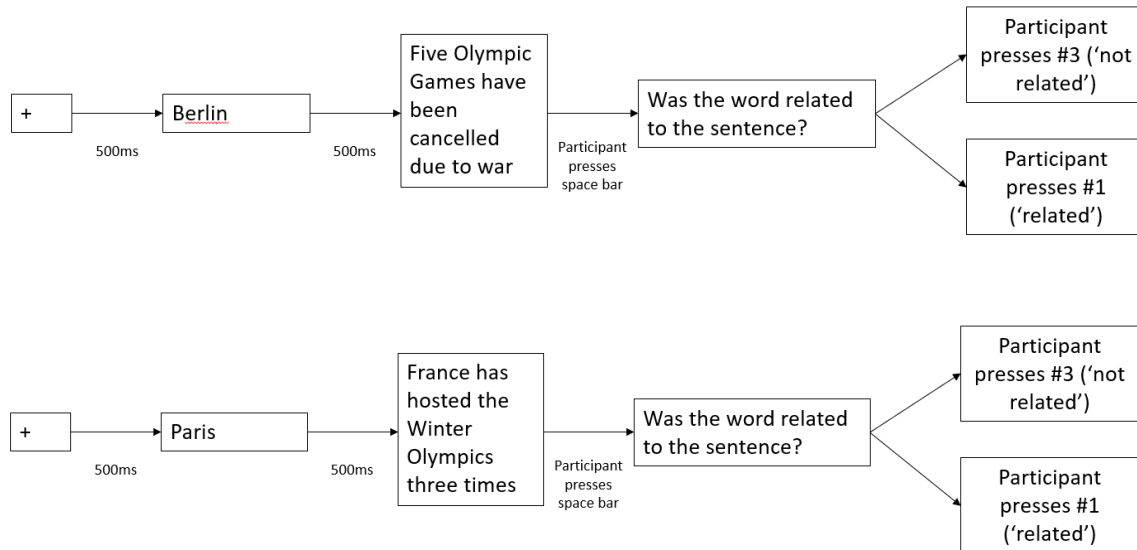 +
500ms
Berlin
500ms
Five Olympic
Games have
been
cancelled
due to war
Participant
presses
space bar
Was the word related
to the sentence?
Participant
presses #3 (‘not
related’)
Participant
presses #1
(‘related’)
+
500ms
Paris
500ms
France has
hosted the
Winter
Olympics
three times
Participant
presses
space bar
Was the word related
to the sentence?
Participant
presses #3 (‘not
related’)
Participant
presses #1
(‘related’)